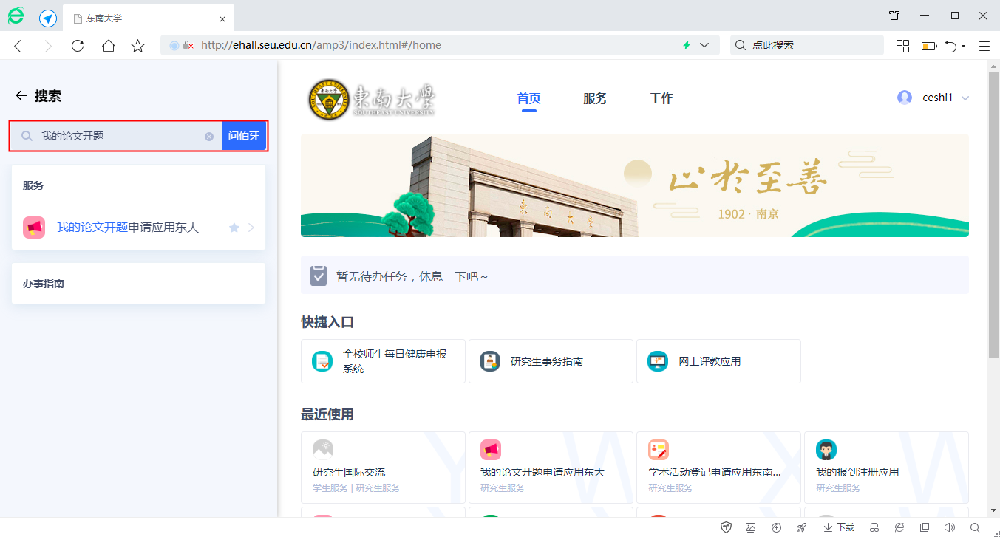 东南大学
http://ehall.seu.edu.cn/amp3/index.html#/home
点此搜索
搜索
我的论文开题
问伯牙
服务
我的论文开题申请应用东大
办事指南
東南大學
SOUTHEAST UNIVERSITY
首页
服务
工作
ceshi1
東南大學
止於至善
1902 · 南京
暂无待办任务，休息一下吧～
快捷入口
全校师生每日健康申报
系统
研究生事务指南
网上评教应用
最近使用
研究生国际交流
学生服务 | 研究生服务
我的论文开题申请应用东大
研究生服务
学术活动登记申请应用东南...
研究生服务
我的报到注册应用
研究生服务
下载